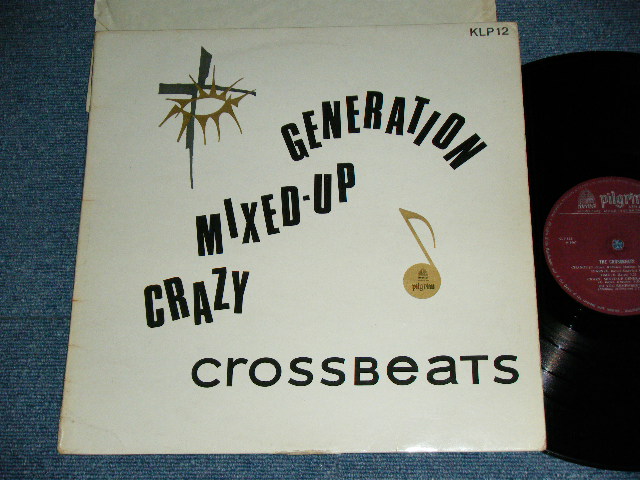 KLP12
GENERATION
MIXED-UP
CRAZY
pilgrim
crossbeats
pilgrim
THE CROSSBEATS